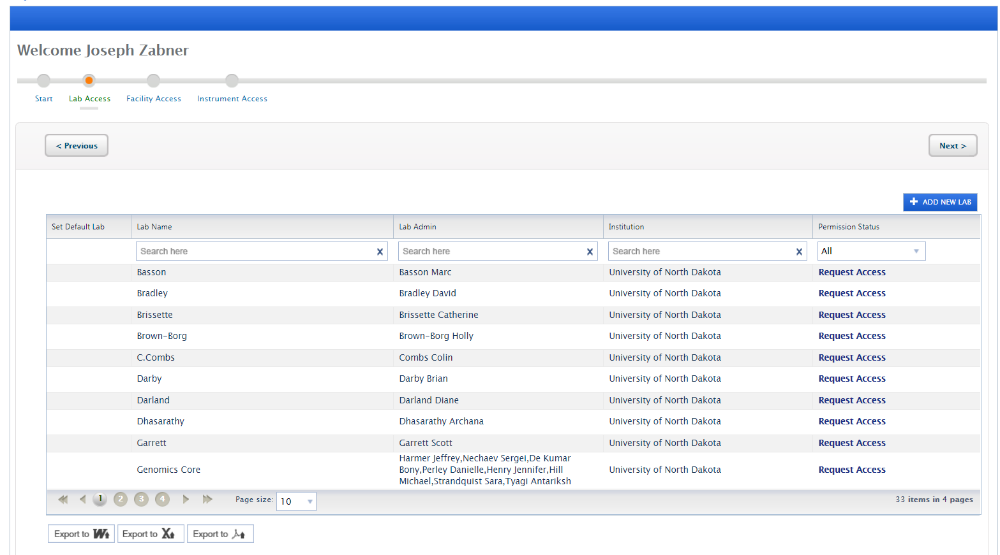 Welcome Joseph Zabner
Start Lab Access Facility Access Instrument Access
< Previous Next >
+ ADD NEW LAB
Set Default Lab Lab Name Lab Admin Institution Permission Status
Search here x Search here x Search here x All
Basson Basson Marc University of North Dakota Request Access
Bradley Bradley David University of North Dakota Request Access
Brissette Brissette Catherine University of North Dakota Request Access
Brown-Borg Brown-Borg Holly University of North Dakota Request Access
C.Combs Combs Colin University of North Dakota Request Access
Darby Darby Brian University of North Dakota Request Access
Darland Darland Diane University of North Dakota Request Access
Dhasarathy Dhasarathy Archana University of North Dakota Request Access
Garrett Garrett Scott University of North Dakota Request Access
Harmer Jeffrey,Nechaev Sergei,De Kumar
Genomics Core Bony,Perley Danielle,Henry Jennifer,Hill University of North Dakota Request Access
Michael,Strandquist Sara,Tyagi Antariksh
1 2 3 4 Page size: 10 33 items in 4 pages
Export to W Export to X Export to